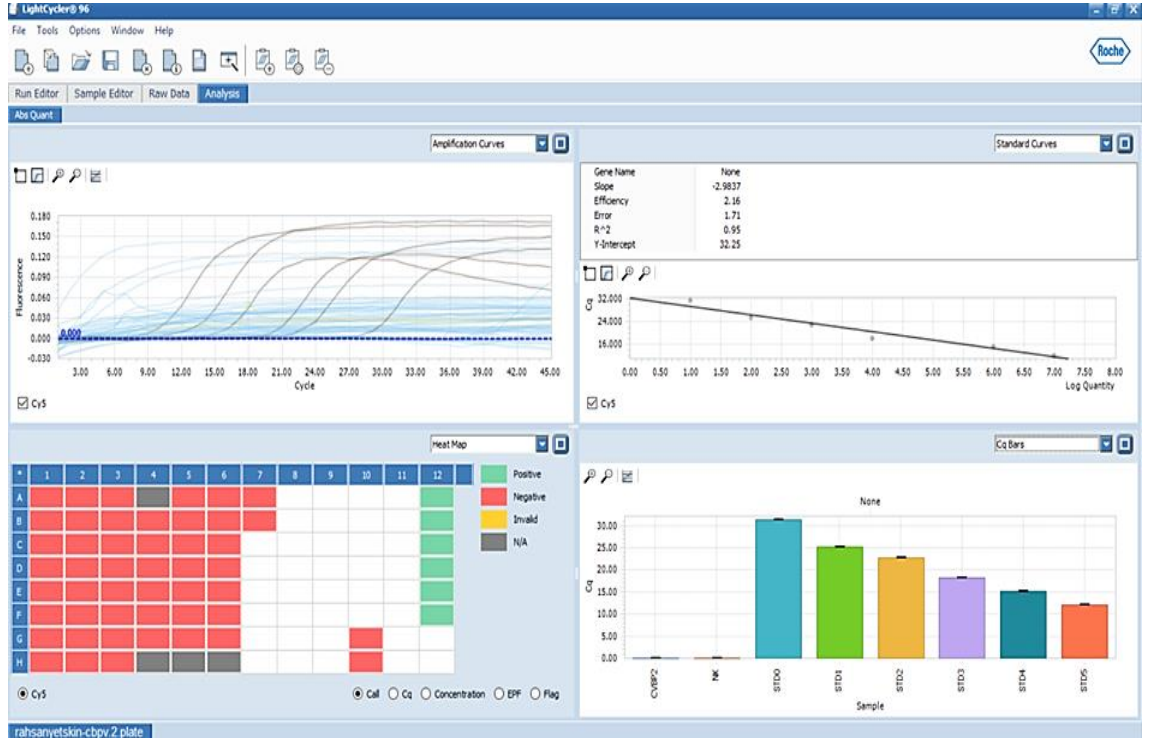 LightCycler® 96
File Tools Options Window Help
Roche
Run Editor Sample Editor Raw Data Analysis
Abs Quant
Amplification Curves
0.180
0.150
0.120
0.090
0.060
0.030
0.000
-0.030
0.000
Fluorescence
3.00 6.00 9.00 12.00 15.00 18.00 21.00 24.00 27.00 30.00 33.00 36.00 39.00 42.00 45.00
Cycle
Cy5
Standard Curves
Gene Name None
Slope -2.9837
Efficiency 2.16
Error 1.71
R^2 0.95
Y-Intercept 32.25
Cq
32.000
24.000
16.000
0.00 0.50 1.00 1.50 2.00 2.50 3.00 3.50 4.00 4.50 5.00 5.50 6.00 6.50 7.00 7.50 8.00
Log Quantity
Cy5
Heat Map
* 1 2 3 4 5 6 7 8 9 10 11 12
A
B
C
D
E
F
G
H
Positive
Negative
Invalid
N/A
Cy5 Call Cq Concentration EPF Flag
Cq Bars
None
30.00
25.00
20.00
15.00
10.00
5.00
0.00
Cq
CVBP2 NK STD0 STD1 STD2 STD3 STD4 STD5
Sample
rahsanyetskin-cbpv.2 plate